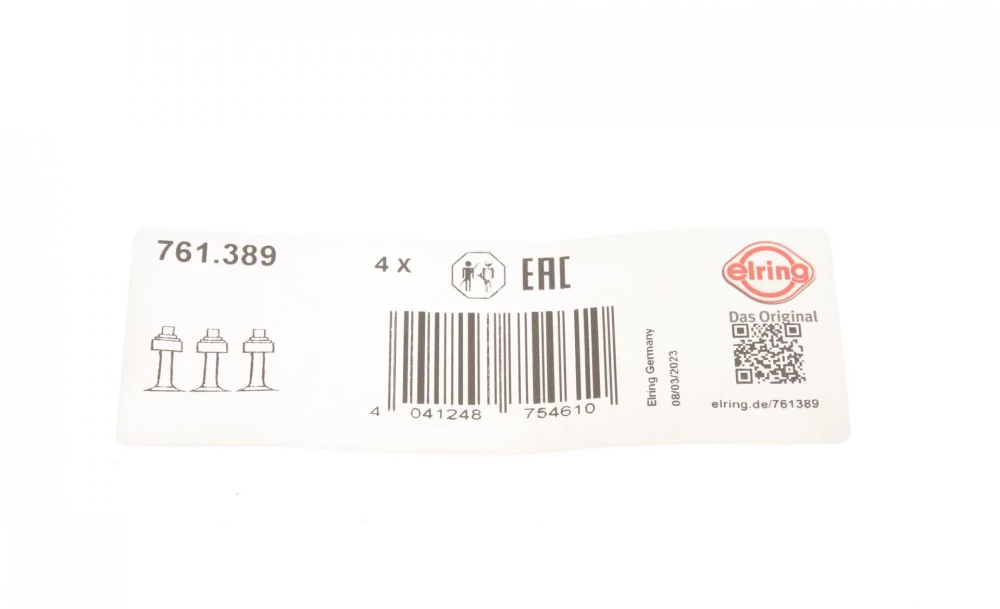 761.389
4 x
EAC
elring
Das Original
4 041248 754610
Elring Germany
08/03/2023
elring.de/761389